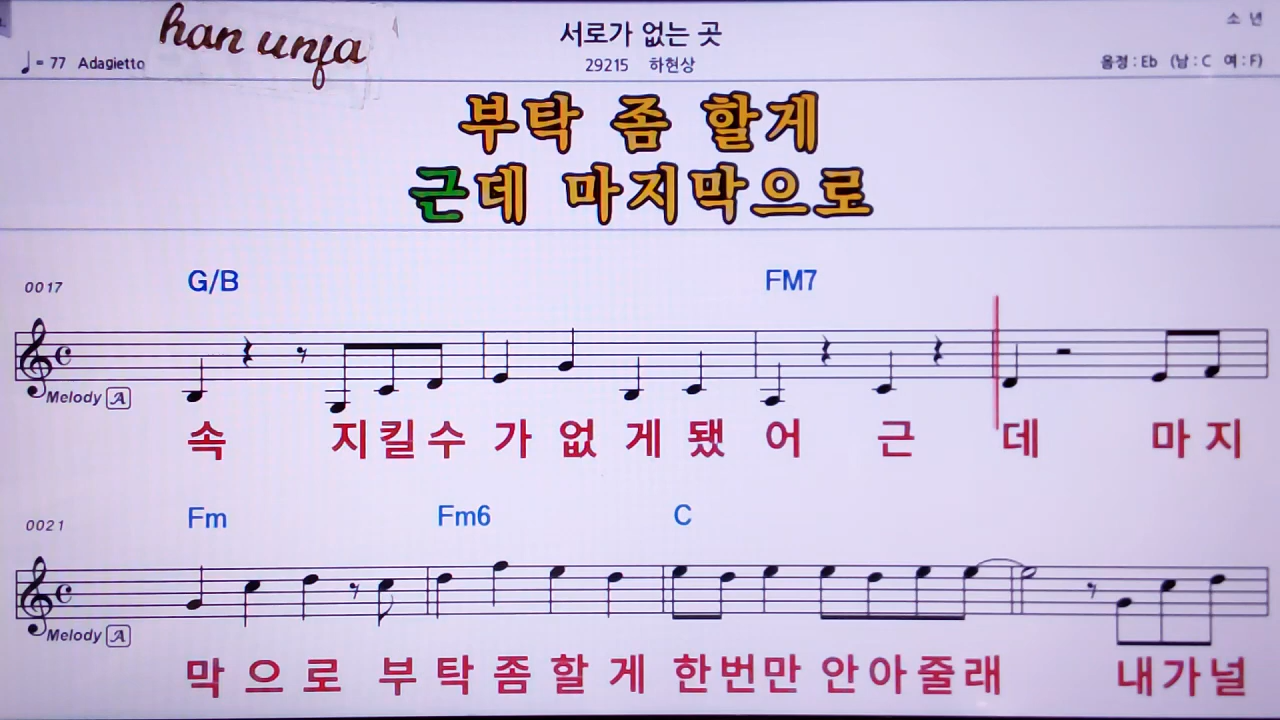 han unfa
서로가 없는 곳
소 년
♩ = 77 Adagietto
29215 하현상
음정 : Eb (남 : C 여 : F)
부탁 좀 할게
근데 마지막으로
0017
G/B FM7
Melody A
속 지킬수 가 없 게 됐 어 근 데 마 지
0021
Fm Fm6 C
Melody A
막 으 로 부 탁 좀 할 게 한번만 안아줄래 내가널